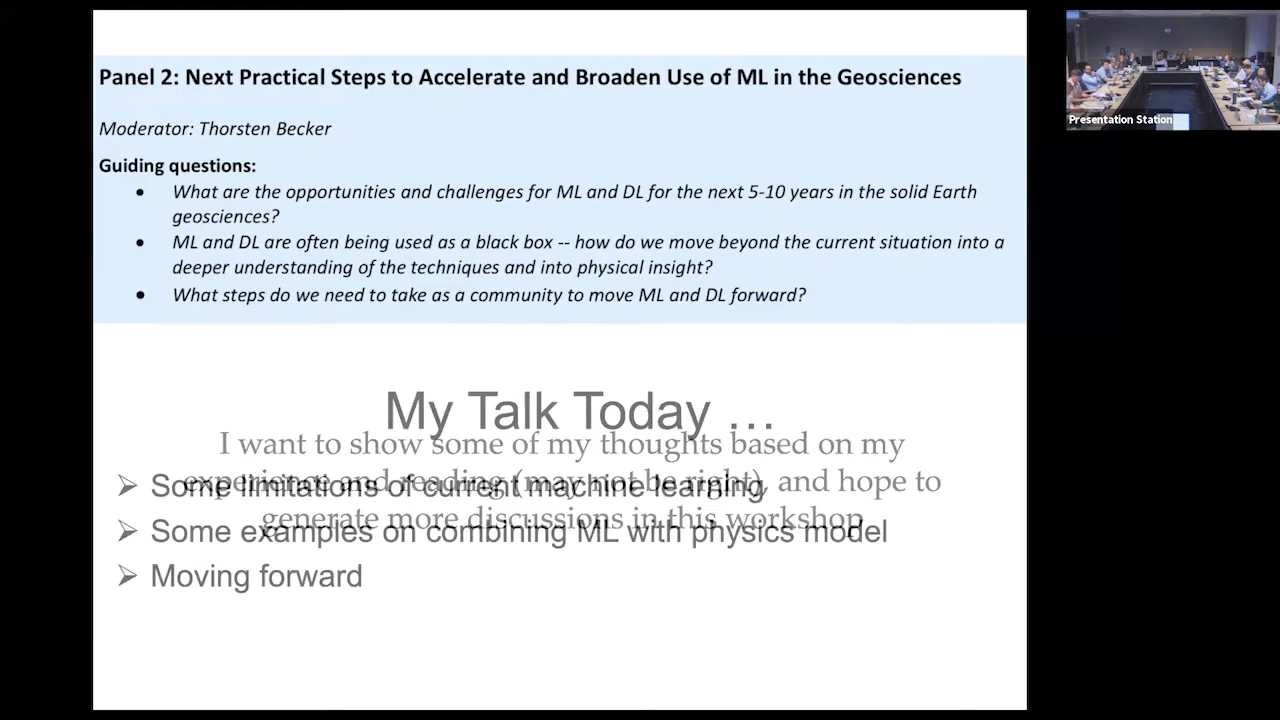 Panel 2: Next Practical Steps to Accelerate and Broaden Use of ML in the Geosciences
Moderator: Thorsten Becker
Guiding questions:
• What are the opportunities and challenges for ML and DL for the next 5-10 years in the solid Earth
geosciences?
• ML and DL are often being used as a black box -- how do we move beyond the current situation into a
deeper understanding of the techniques and into physical insight?
• What steps do we need to take as a community to move ML and DL forward?
My Talk Today ...
I want to show some of my thoughts based on my
experience and reading (may not be right), and hope to
generate more discussions in this workshop
➢ Some limitations of current machine learning
➢ Some examples on combining ML with physics model
➢ Moving forward
Presentation Station